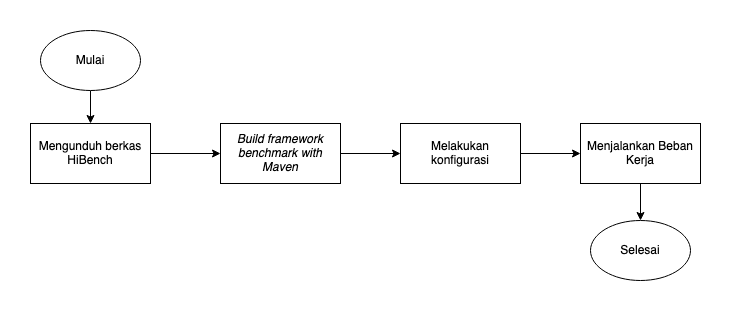 Mulai
Mengunduh berkas
HiBench
Build framework
benchmark with
Maven
Melakukan
konfigurasi
Menjalankan Beban
Kerja
Selesai